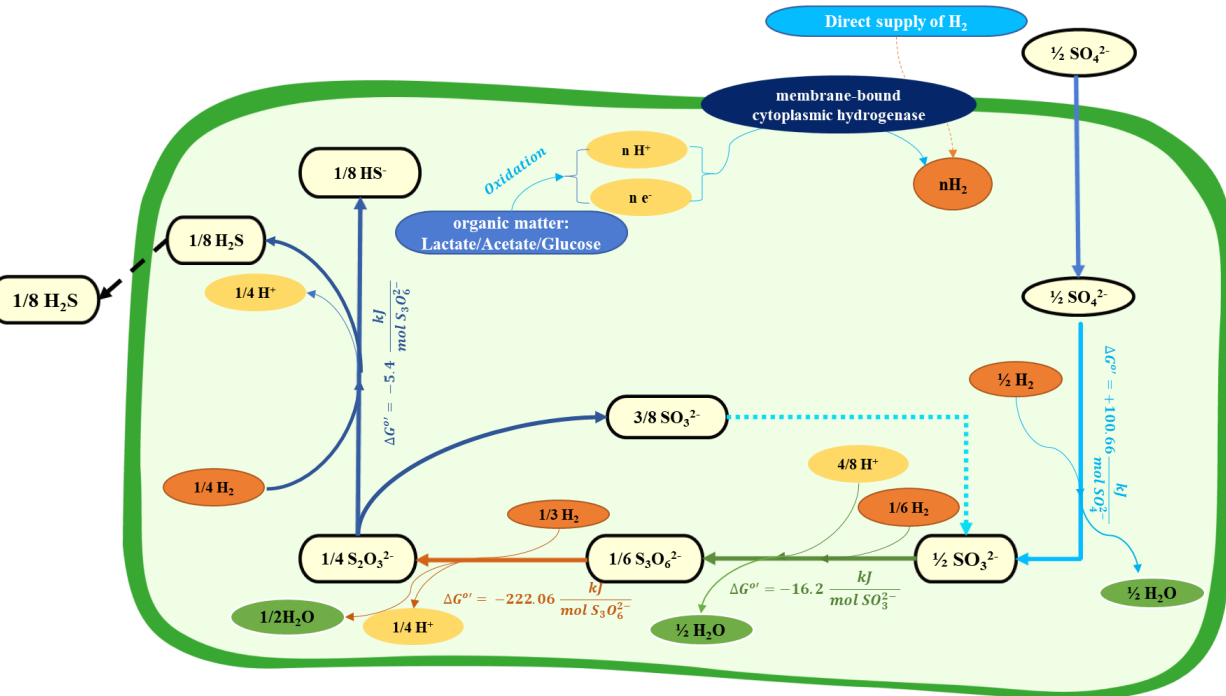 Direct supply of H₂
½ SO₄²⁻
membrane-bound
cytoplasmic hydrogenase
n H⁺
Oxidation
1/8 HS⁻
nH₂
n e⁻
organic matter:
Lactate/Acetate/Glucose
1/8 H₂S
1/4 H⁺
1/8 H₂S
½ SO₄²⁻
ΔG°′ = −5.4 kJ/mol S₃O₆²⁻
ΔG°′ = +100.66 kJ/mol SO₄²⁻
½ H₂
3/8 SO₃²⁻
4/8 H⁺
1/4 H₂
1/3 H₂
1/6 H₂
1/4 S₂O₃²⁻
1/6 S₃O₆²⁻
½ SO₃²⁻
ΔG°′ = −222.06 kJ/mol S₃O₆²⁻
ΔG°′ = −16.2 kJ/mol SO₃²⁻
½ H₂O
1/2H₂O
1/4 H⁺
½ H₂O